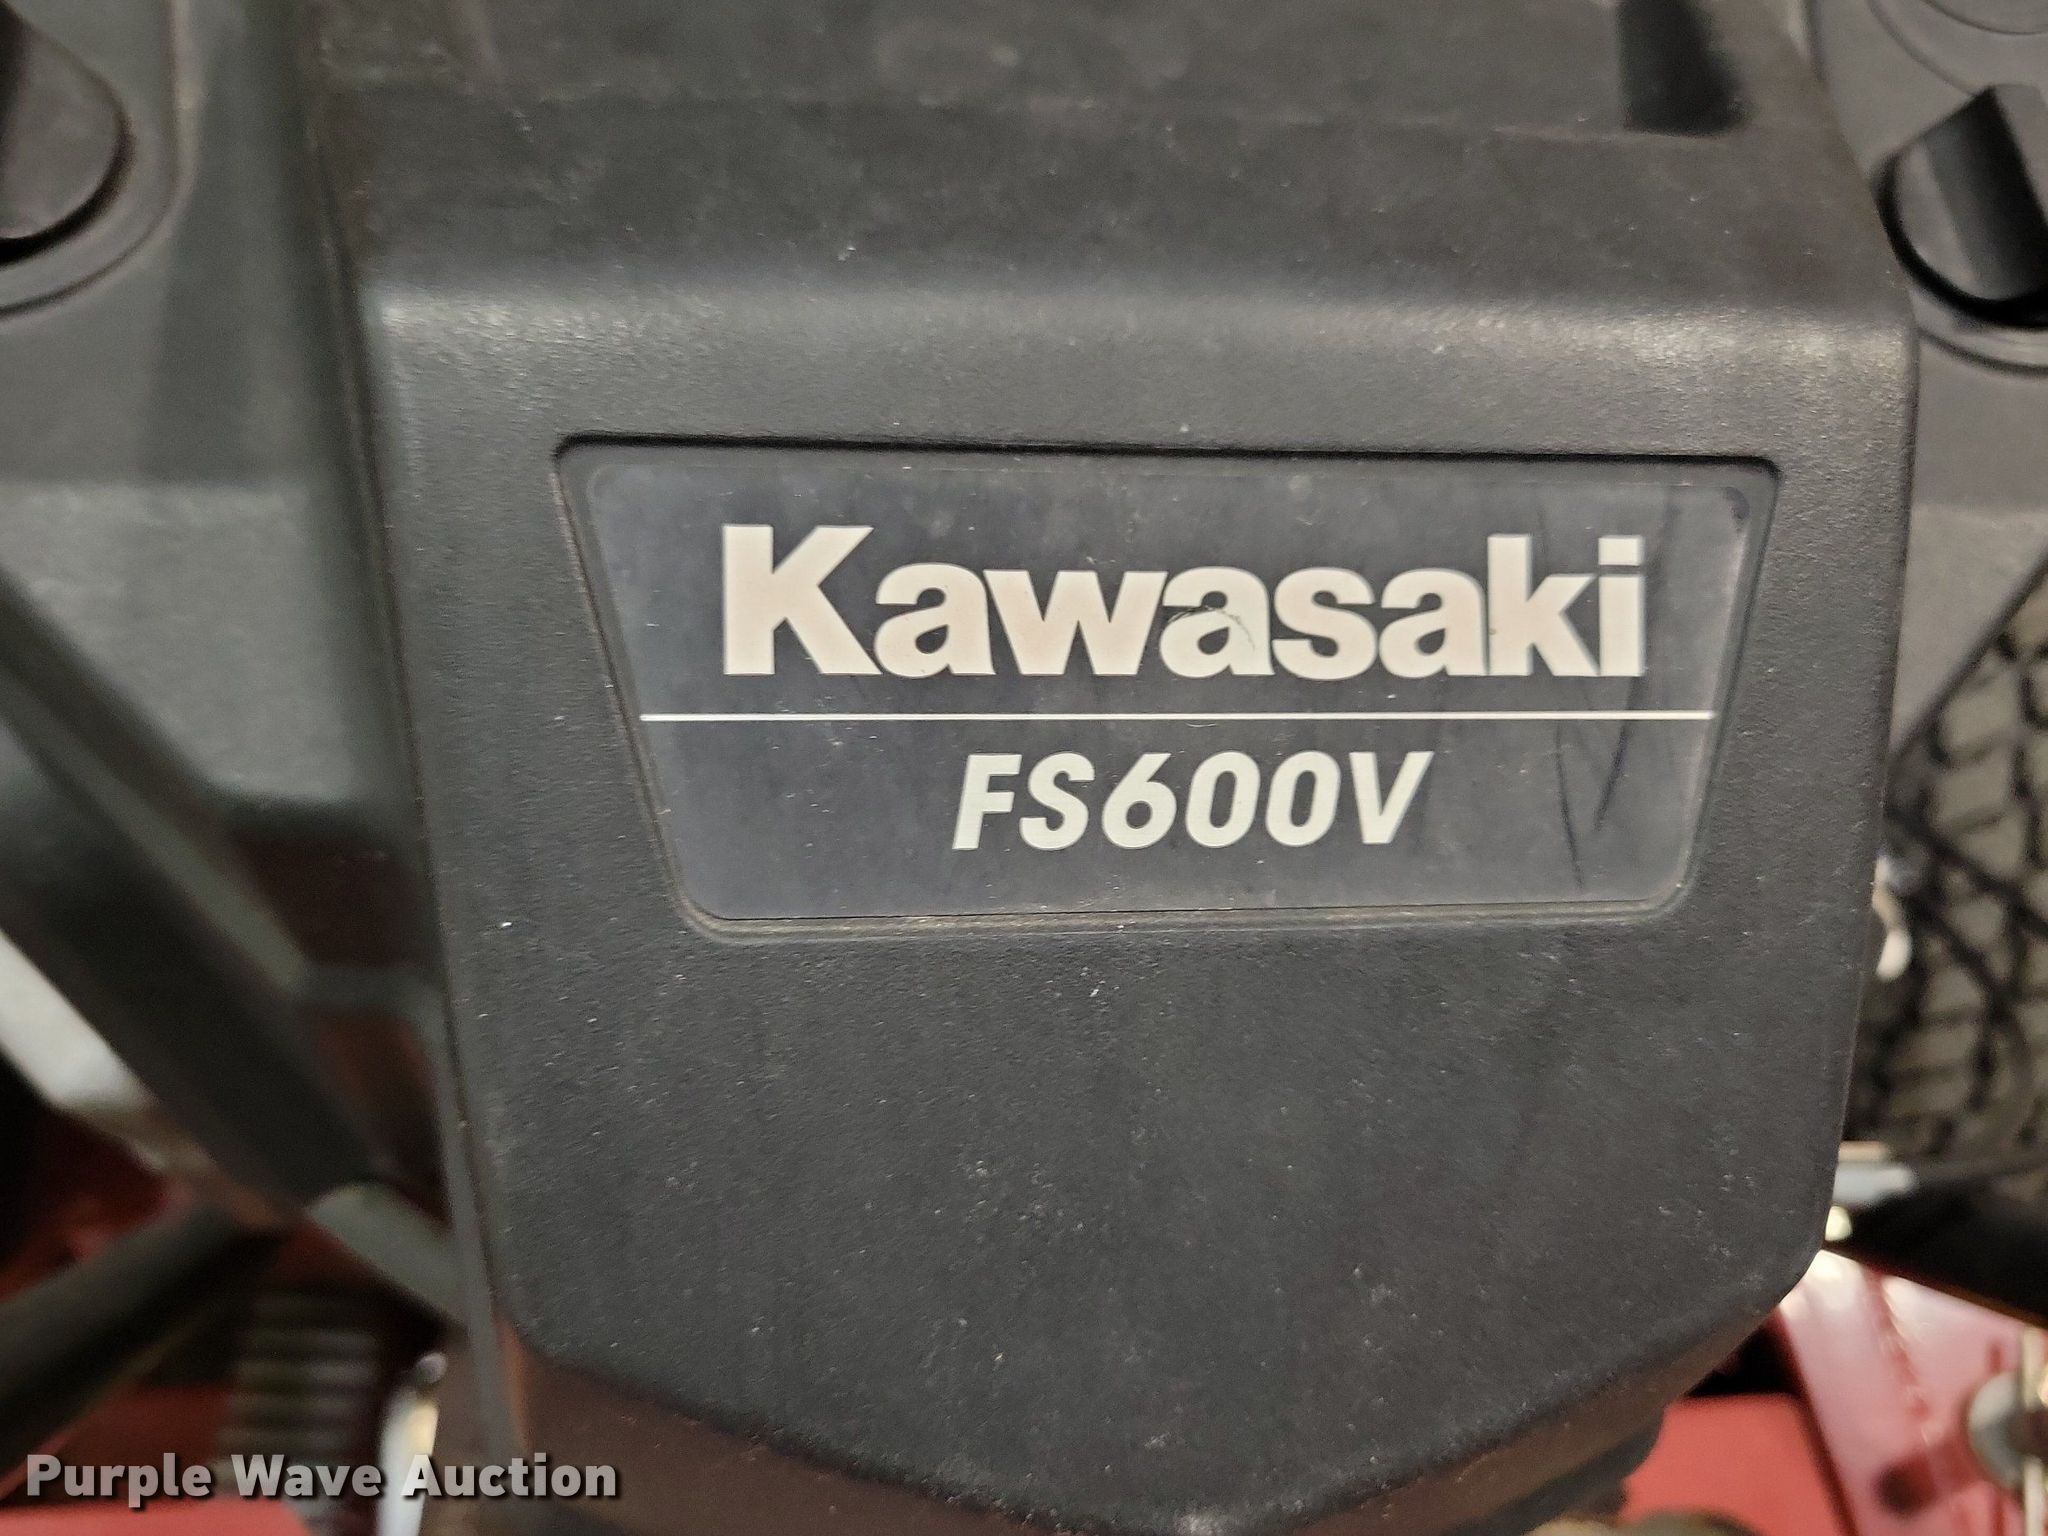 Kawasaki
FS600V
Purple Wave Auction